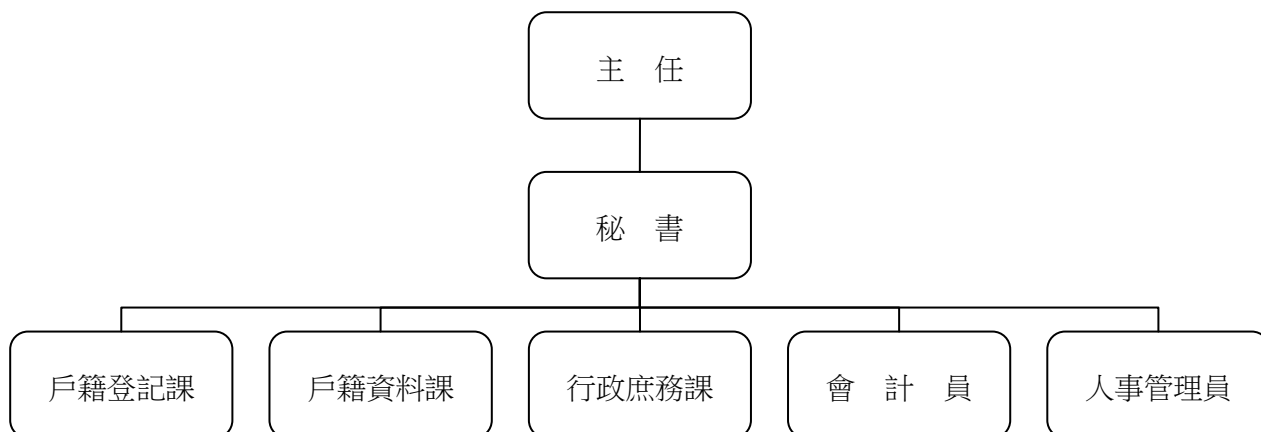 主　任
秘　書
戶籍登記課
戶籍資料課
行政庶務課
會　計　員
人事管理員